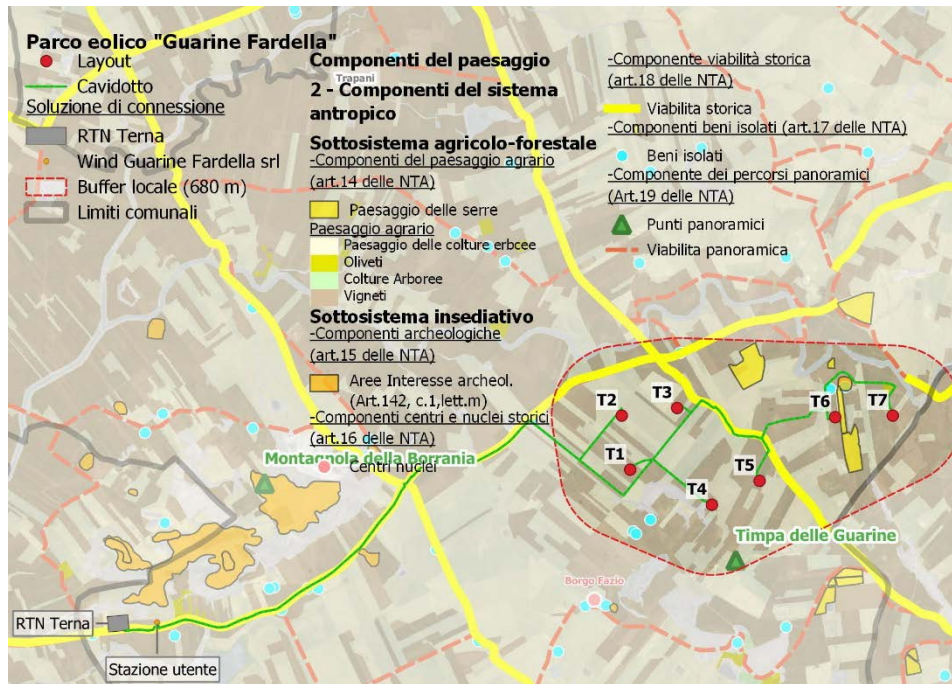 Parco eolico "Guarine Fardella"
Layout
Cavidotto
Soluzione di connessione
RTN Terna
Wind Guarine Fardella srl
Buffer locale (680 m)
Limiti comunali
Componenti del paesaggio
Trapani
2 - Componenti del sistema
antropico
Sottosistema agricolo-forestale
-Componenti del paesaggio agrario
(art.14 delle NTA)
Paesaggio delle serre
Paesaggio agrario
Paesaggio delle colture erbcee
Oliveti
Colture Arboree
Vigneti
Sottosistema insediativo
-Componenti archeologiche
(art.15 delle NTA)
Aree Interesse archeol.
(Art.142, c.1,lett.m)
-Componenti centri e nuclei storici
(art.16 delle NTA)
Centri nuclei
-Componente viabilità storica
(art.18 delle NTA)
Viabilita storica
-Componenti beni isolati (art.17 delle NTA)
Beni isolati
-Componente dei percorsi panoramici
(Art.19 delle NTA)
Punti panoramici
Viabilita panoramica
Montagnola della Borrania
T2
T3
T1
T4
T5
T6
T7
Timpa delle Guarine
Borgo Fazio
RTN Terna
Stazione utente